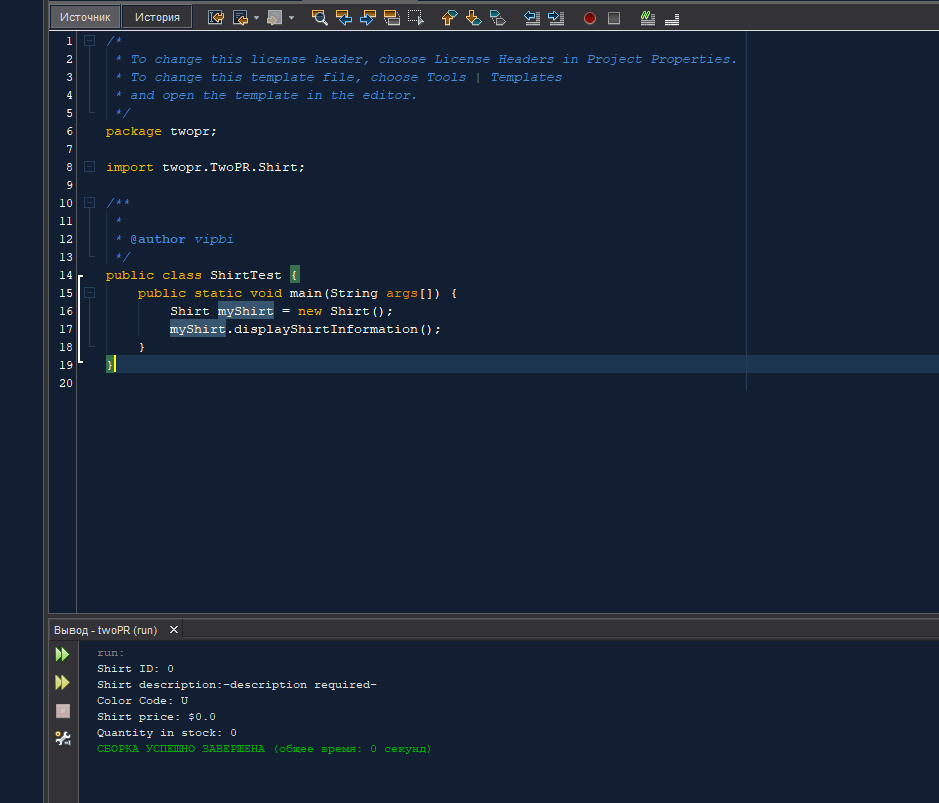 Источник История
1 /*
2 * To change this license header, choose License Headers in Project Properties.
3 * To change this template file, choose Tools | Templates
4 * and open the template in the editor.
5 */
6 package twopr;
7
8 import twopr.TwoPR.Shirt;
9
10 /**
11 *
12 * @author vipbi
13 */
14 public class ShirtTest {
15 public static void main(String args[]) {
16 Shirt myShirt = new Shirt();
17 myShirt.displayShirtInformation();
18 }
19 }
20
Вывод - twoPR (run) ×
run:
Shirt ID: 0
Shirt description:-description required-
Color Code: U
Shirt price: $0.0
Quantity in stock: 0
СБОРКА УСПЕШНО ЗАВЕРШЕНА (общее время: 0 секунд)